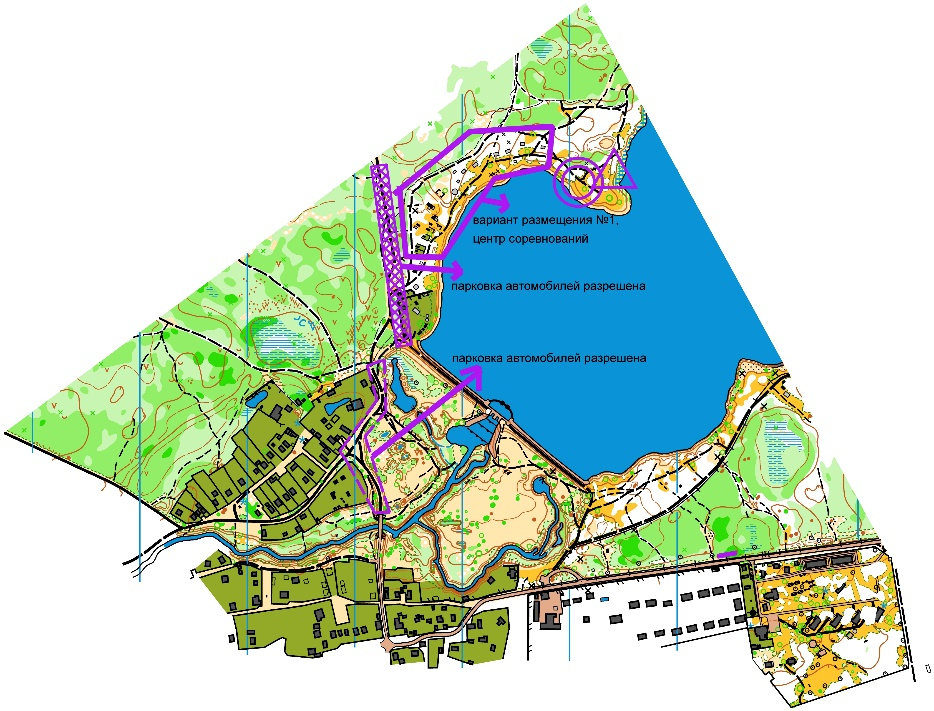 вариант размещения №1,
центр соревнований
парковка автомобилей разрешена
парковка автомобилей разрешена